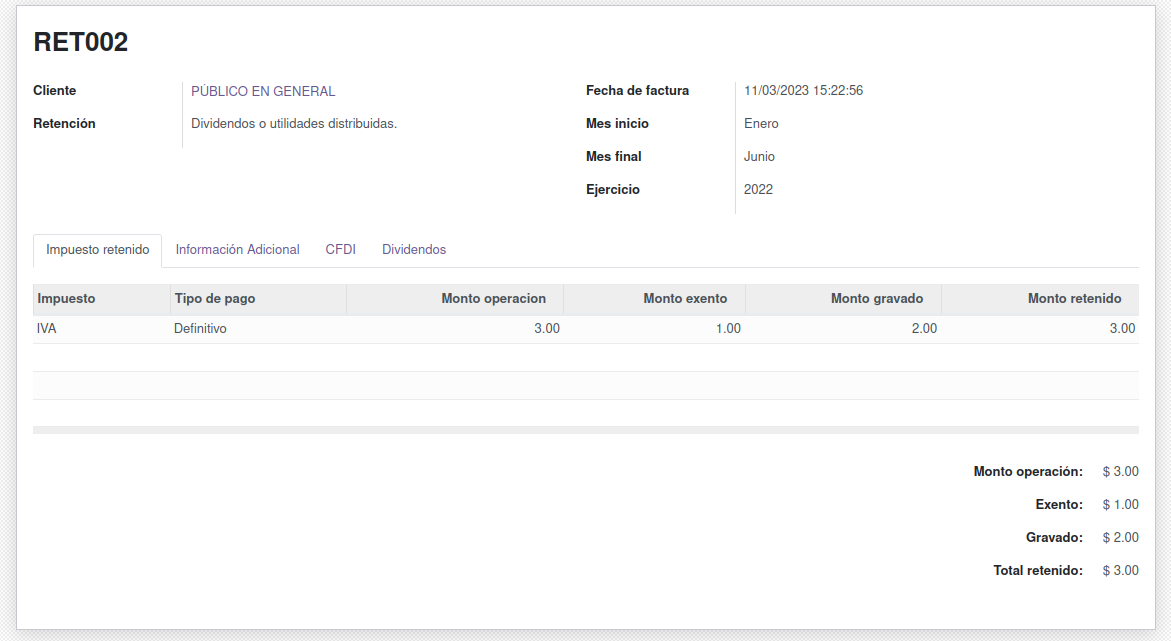 RET002
Cliente PÚBLICO EN GENERAL Fecha de factura 11/03/2023 15:22:56
Retención Dividendos o utilidades distribuidas. Mes inicio Enero
Mes final Junio
Ejercicio 2022
Impuesto retenido Información Adicional CFDI Dividendos
Impuesto Tipo de pago Monto operacion Monto exento Monto gravado Monto retenido
IVA Definitivo 3.00 1.00 2.00 3.00
Monto operación: $ 3.00
Exento: $ 1.00
Gravado: $ 2.00
Total retenido: $ 3.00